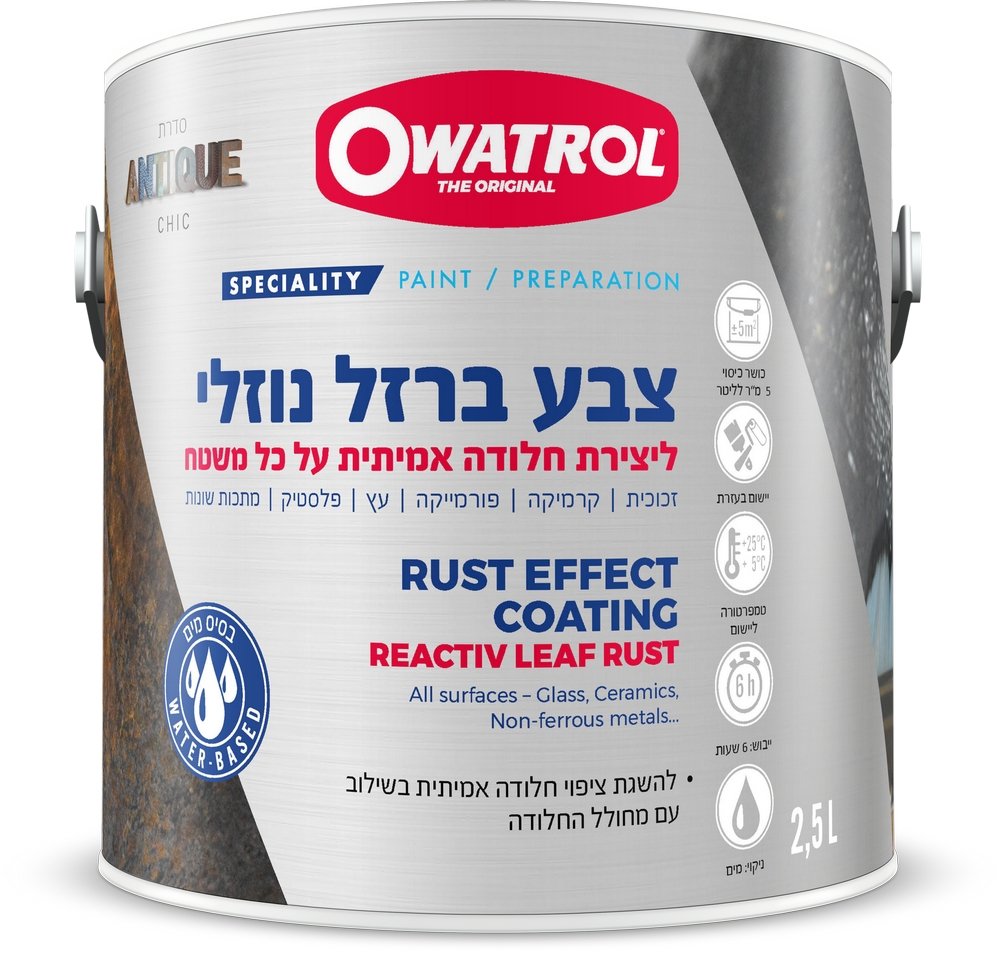 סדרת
ANTIQUE
CHIC
OWATROL®
THE ORIGINAL
SPECIALITY PAINT / PREPARATION
צבע ברזל נוזלי
ליצירת חלודה אמיתית על כל משטח
זכוכית | קרמיקה | פורמייקה | עץ | פלסטיק | מתכות שונות
RUST EFFECT
COATING
REACTIV LEAF RUST
All surfaces – Glass, Ceramics,
Non-ferrous metals...
• להשגת ציפוי חלודה אמיתית בשילוב
עם מחולל החלודה
בסיס מים
WATER-BASED
±5m²
כושר כיסוי
5 מ"ר לליטר
יישום בעזרת
+25°C
+ 5°C
טמפרטורה
ליישום
6 h
ייבוש: 6 שעות
ניקוי: מים
2,5 L